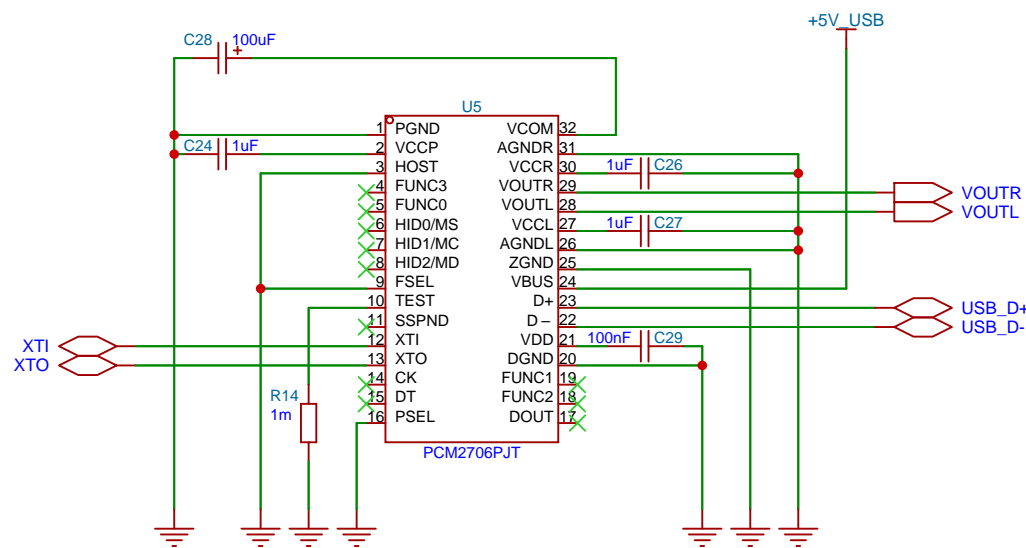 +5V_USB
C28
100uF
+
U5
1 PGND VCOM 32
C24 1uF 2 VCCP AGNDR 31
3 HOST VCCR 30 1uF C26
4 FUNC3 VOUTR 29 VOUTR
5 FUNC0 VOUTL 28 VOUTL
6 HID0/MS VCCL 27 1uF C27
7 HID1/MC AGNDL 26
8 HID2/MD ZGND 25
9 FSEL VBUS 24
10 TEST D+ 23 USB_D+
11 SSPND D− 22 USB_D-
XTI 12 XTI VDD 21 100nF C29
XTO 13 XTO DGND 20
14 CK FUNC1 19
15 DT FUNC2 18
16 PSEL DOUT 17
R14
1m
PCM2706PJT